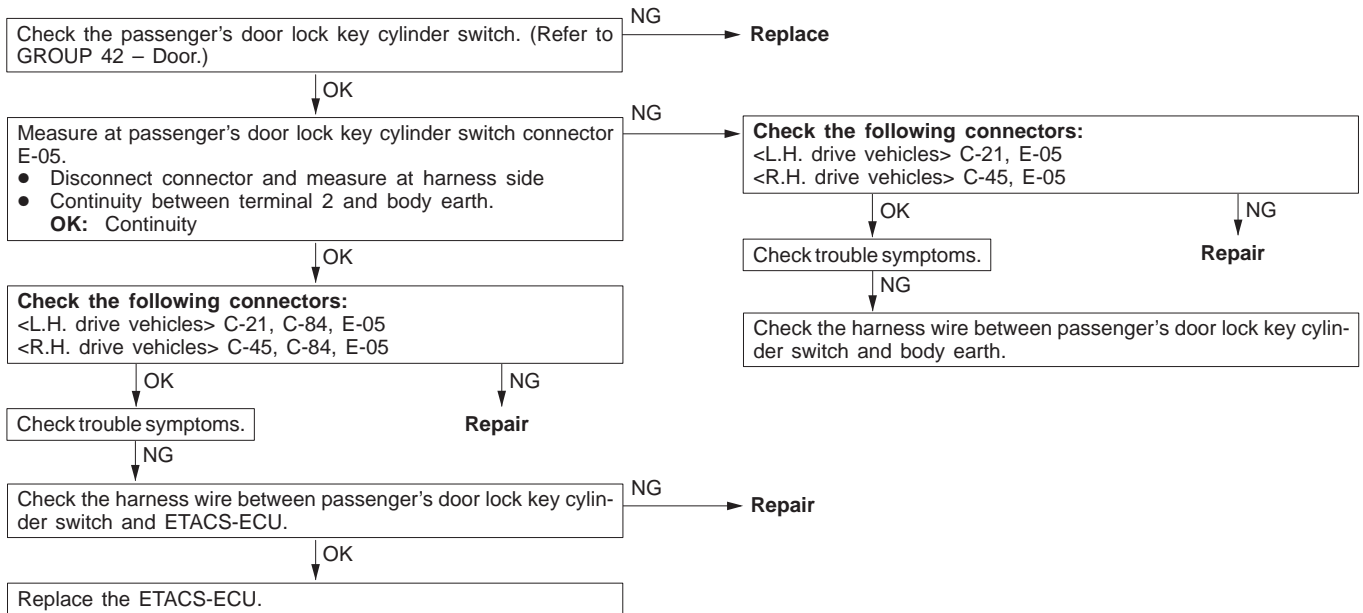 Check the passenger's door lock key cylinder switch. (Refer to
GROUP 42 – Door.)
NG
Replace
OK
Measure at passenger's door lock key cylinder switch connector
E-05.
● Disconnect connector and measure at harness side
● Continuity between terminal 2 and body earth.
OK: Continuity
NG
Check the following connectors:
<L.H. drive vehicles> C-21, E-05
<R.H. drive vehicles> C-45, E-05
OK
NG
Check trouble symptoms.
Repair
NG
Check the harness wire between passenger's door lock key cylin-
der switch and body earth.
OK
Check the following connectors:
<L.H. drive vehicles> C-21, C-84, E-05
<R.H. drive vehicles> C-45, C-84, E-05
OK
NG
Check trouble symptoms.
Repair
NG
Check the harness wire between passenger's door lock key cylin-
der switch and ETACS-ECU.
NG
Repair
OK
Replace the ETACS-ECU.